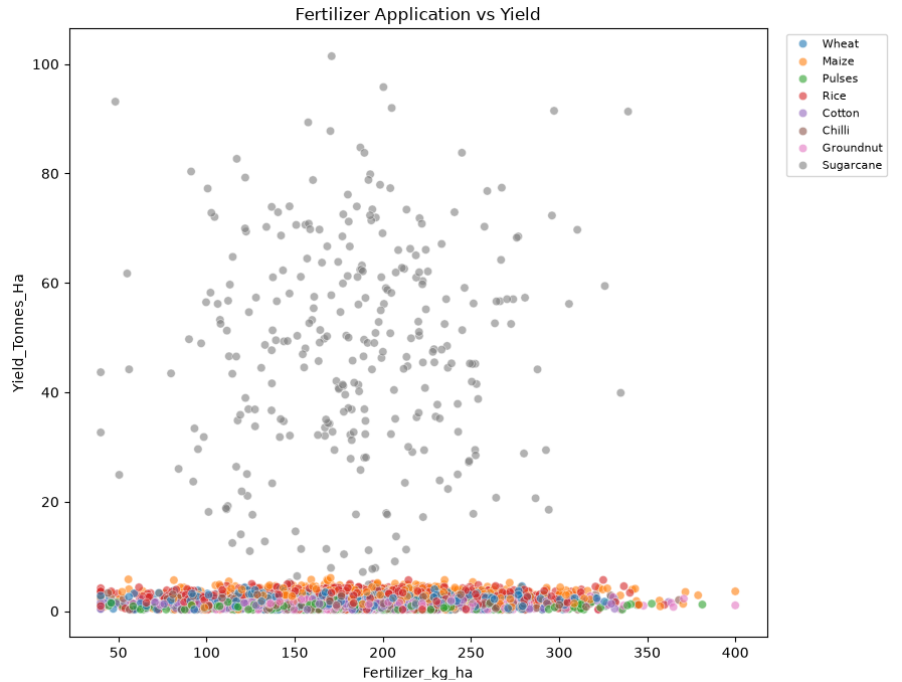 Fertilizer Application vs Yield
Wheat
Maize
Pulses
Rice
Cotton
Chilli
Groundnut
Sugarcane
Yield_Tonnes_Ha
100
80
60
40
20
0
50 100 150 200 250 300 350 400
Fertilizer_kg_ha